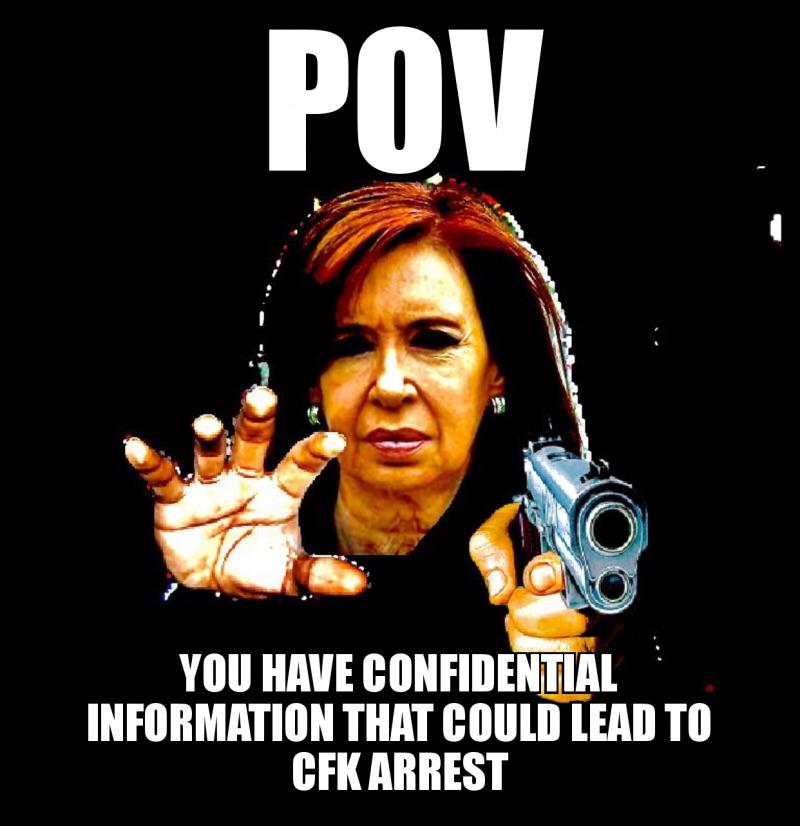 POV
YOU HAVE CONFIDENTIAL
INFORMATION THAT COULD LEAD TO
CFK ARREST